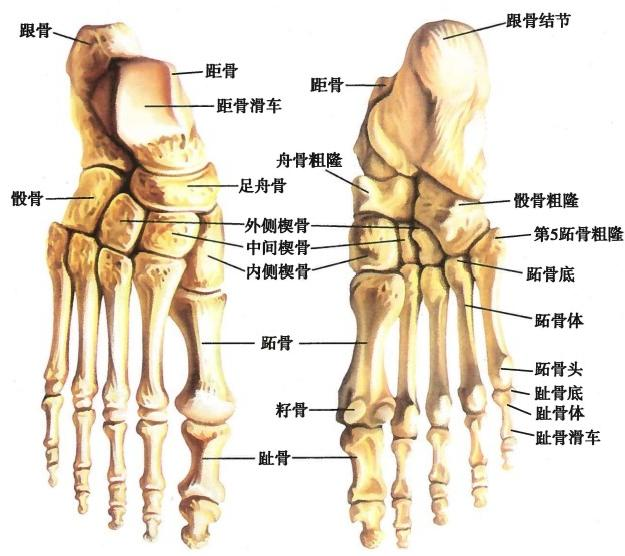 跟骨
距骨
距骨滑车
骰骨
足舟骨
外侧楔骨
中间楔骨
内侧楔骨
跖骨
籽骨
趾骨
跟骨结节
距骨
舟骨粗隆
骰骨粗隆
第5跖骨粗隆
跖骨底
跖骨体
跖骨头
趾骨底
趾骨体
趾骨滑车